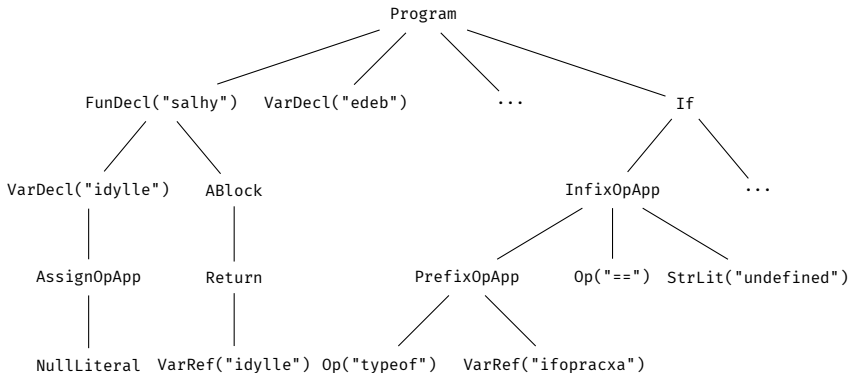 Program
FunDecl("salhy") VarDecl("edeb") ... If
VarDecl("idylle") ABlock InfixOpApp ...
AssignOpApp Return PrefixOpApp Op("==") StrLit("undefined")
NullLiteral VarRef("idylle") Op("typeof") VarRef("ifopracxa")